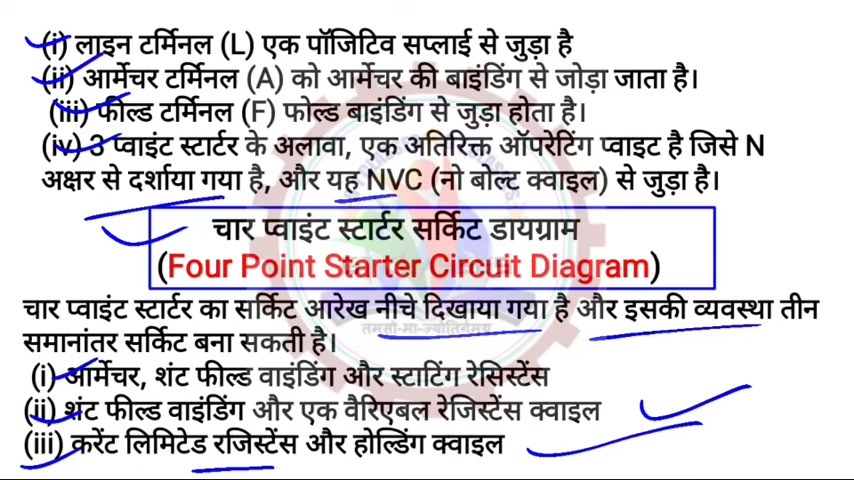 (i) लाइन टर्मिनल (L) एक पॉजिटिव सप्लाई से जुड़ा है
(ii) आर्मेचर टर्मिनल (A) को आर्मेचर की बाइंडिंग से जोड़ा जाता है।
(iii) फील्ड टर्मिनल (F) फोल्ड बाइंडिंग से जुड़ा होता है।
(iv) 3 प्वाइंट स्टार्टर के अलावा, एक अतिरिक्त ऑपरेटिंग प्वाइट है जिसे N
अक्षर से दर्शाया गया है, और यह NVC (नो बोल्ट क्वाइल) से जुड़ा है।
चार प्वाइंट स्टार्टर सर्किट डायग्राम
(Four Point Starter Circuit Diagram)
चार प्वाइंट स्टार्टर का सर्किट आरेख नीचे दिखाया गया है और इसकी व्यवस्था तीन
तमसो-मा-ज्योतिर्गमय
समानांतर सर्किट बना सकती है।
(i) आर्मेचर, शंट फील्ड वाइंडिंग और स्टाटिंग रेसिस्टेंस
(ii) शंट फील्ड वाइंडिंग और एक वैरिएबल रेजिस्टेंस क्वाइल
(iii) करेंट लिमिटेड रजिस्टेंस और होल्डिंग क्वाइल